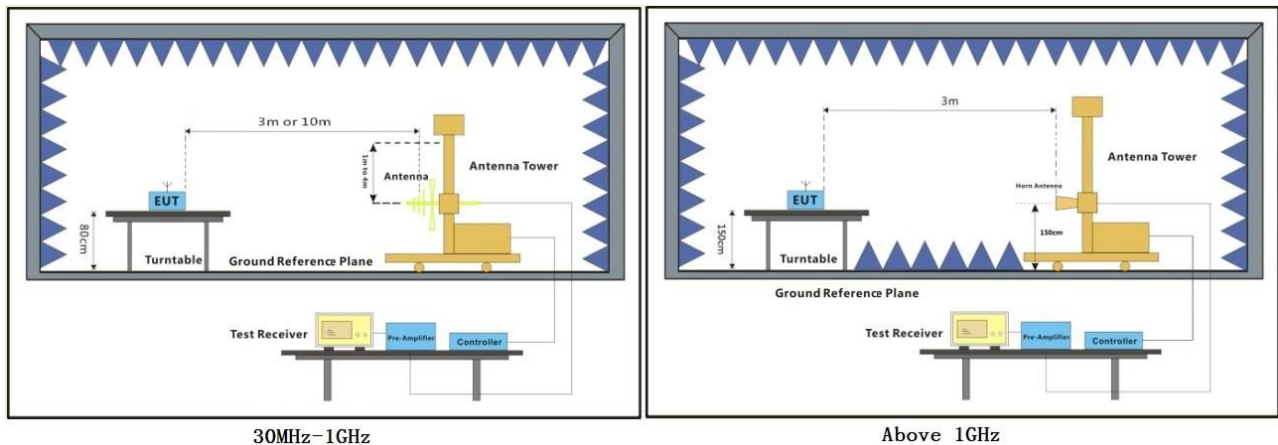 3m or 10m
1m to 4m
Antenna
Antenna Tower
EUT
80cm
Turntable
Ground Reference Plane
Test Receiver
Pre-Amplifier
Controller
30MHz-1GHz
3m
Antenna Tower
Horn Antenna
EUT
150cm
150cm
Turntable
Ground Reference Plane
Test Receiver
Pre-Amplifier
Controller
Above 1GHz